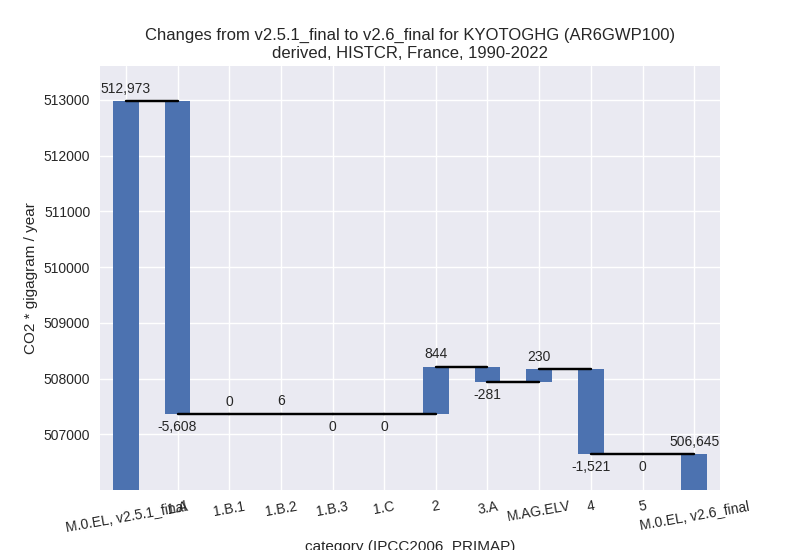 Changes from v2.5.1_final to v2.6_final for KYOTOGHG (AR6GWP100)
derived, HISTCR, France, 1990-2022
CO2 * gigagram / year
513000
512000
511000
510000
509000
508000
507000
512,973
-5,608
0
6
0
0
844
-281
230
-1,521
0
506,645
M.0.EL, v2.5.1_final
1.A
1.B.1
1.B.2
1.B.3
1.C
2
3.A
M.AG.ELV
4
5
M.0.EL, v2.6_final
category (IPCC2006_PRIMAP)